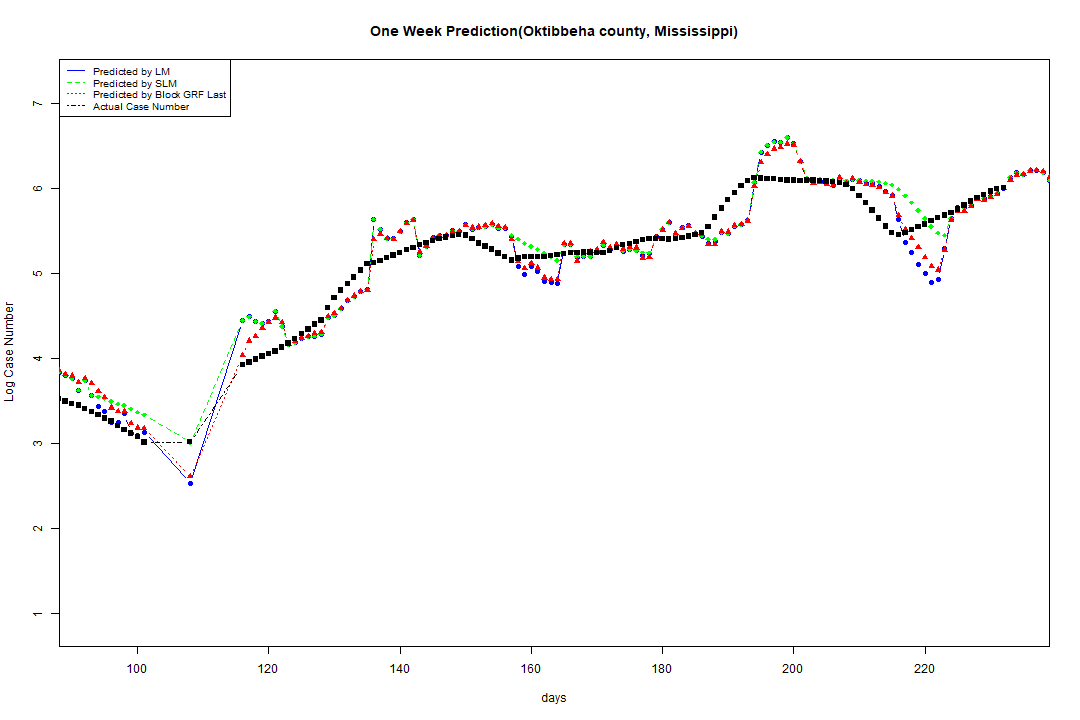 One Week Prediction(Oktibbeha county, Mississippi)
Predicted by LM
Predicted by SLM
Predicted by Block GRF Last
Actual Case Number
7
6
5
4
3
2
1
Log Case Number
100 120 140 160 180 200 220
days